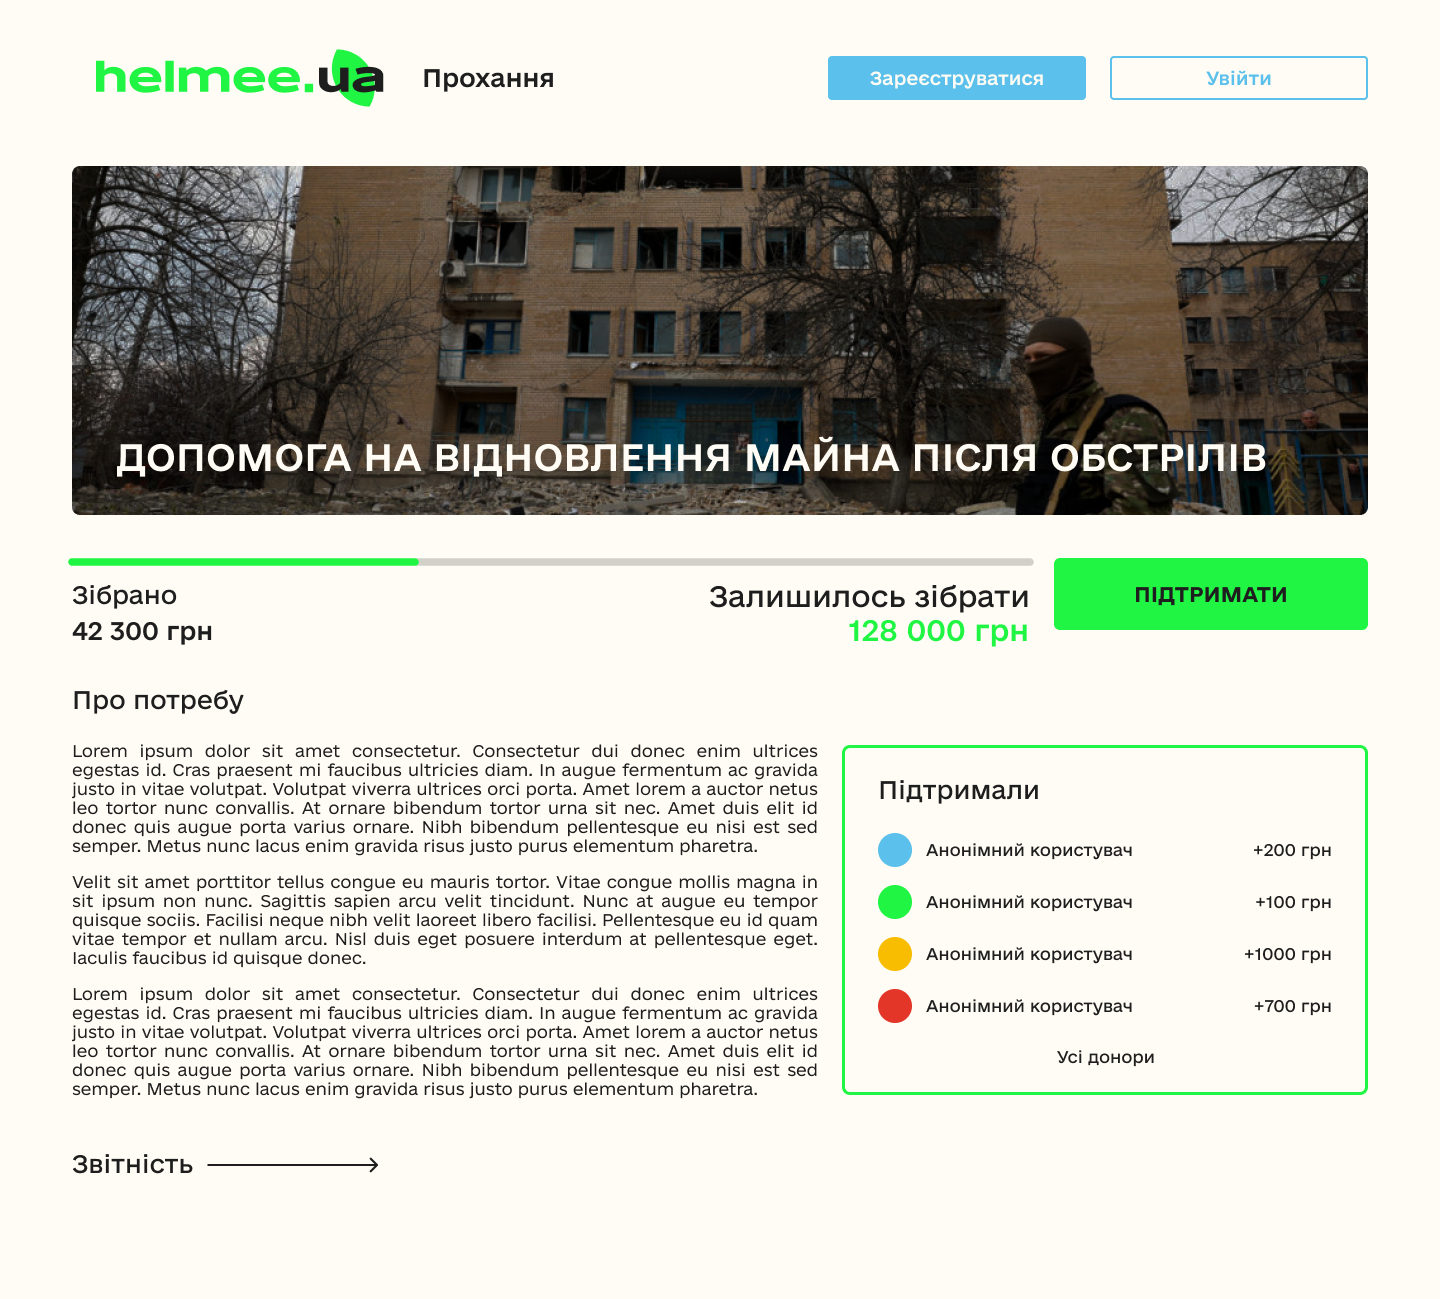 helmee.ua
Прохання
Зареєструватися
Увійти
ДОПОМОГА НА ВІДНОВЛЕННЯ МАЙНА ПІСЛЯ ОБСТРІЛІВ
Зібрано
42 300 грн
Залишилось зібрати
128 000 грн
ПІДТРИМАТИ
Про потребу
Lorem ipsum dolor sit amet consectetur. Consectetur dui donec enim ultrices
egestas id. Cras praesent mi faucibus ultricies diam. In augue fermentum ac gravida
justo in vitae volutpat. Volutpat viverra ultrices orci porta. Amet lorem a auctor netus
leo tortor nunc convallis. At ornare bibendum tortor urna sit nec. Amet duis elit id
donec quis augue porta varius ornare. Nibh bibendum pellentesque eu nisi est sed
semper. Metus nunc lacus enim gravida risus justo purus elementum pharetra.
Velit sit amet porttitor tellus congue eu mauris tortor. Vitae congue mollis magna in
sit ipsum non nunc. Sagittis sapien arcu velit tincidunt. Nunc at augue eu tempor
quisque sociis. Facilisi neque nibh velit laoreet libero facilisi. Pellentesque eu id quam
vitae tempor et nullam arcu. Nisl duis eget posuere interdum at pellentesque eget.
Iaculis faucibus id quisque donec.
Lorem ipsum dolor sit amet consectetur. Consectetur dui donec enim ultrices
egestas id. Cras praesent mi faucibus ultricies diam. In augue fermentum ac gravida
justo in vitae volutpat. Volutpat viverra ultrices orci porta. Amet lorem a auctor netus
leo tortor nunc convallis. At ornare bibendum tortor urna sit nec. Amet duis elit id
donec quis augue porta varius ornare. Nibh bibendum pellentesque eu nisi est sed
semper. Metus nunc lacus enim gravida risus justo purus elementum pharetra.
Підтримали
Анонімний користувач +200 грн
Анонімний користувач +100 грн
Анонімний користувач +1000 грн
Анонімний користувач +700 грн
Усі донори
Звітність